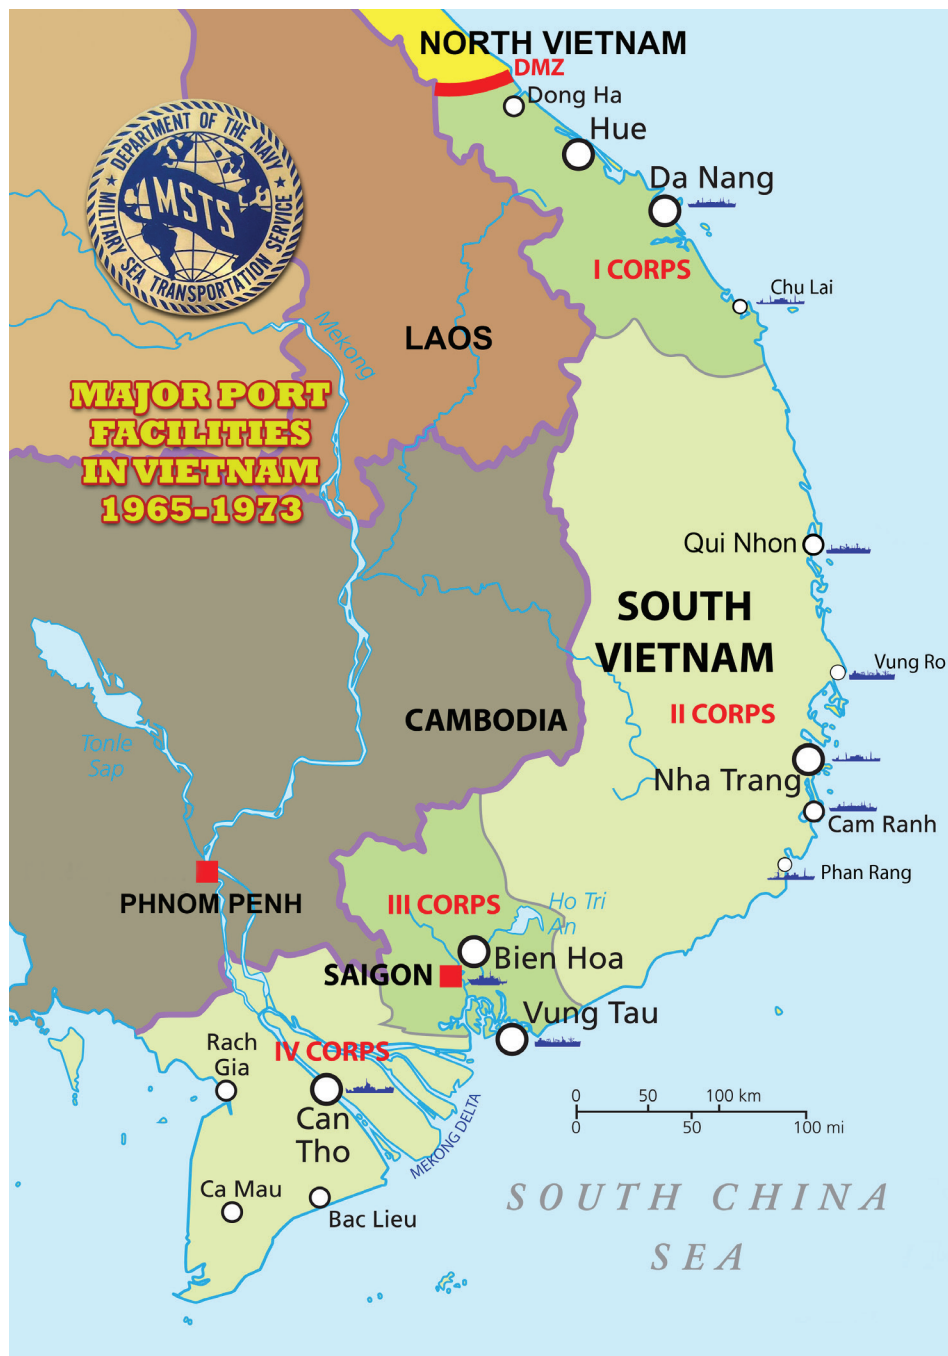 NORTH VIETNAM
DMZ
Dong Ha
Hue
DEPARTMENT OF THE NAVY
MSTS
MILITARY SEA TRANSPORTATION SERVICE
Da Nang
I CORPS
Chu Lai
Mekong
LAOS
MAJOR PORT
FACILITIES
IN VIETNAM
1965-1973
Qui Nhon
SOUTH
VIETNAM
Vung Ro
II CORPS
CAMBODIA
Tonle
Sap
Nha Trang
Cam Ranh
Phan Rang
PHNOM PENH
III CORPS
Ho Tri
An
Bien Hoa
SAIGON
Vung Tau
Rach
Gia
IV CORPS
Can
Tho
MEKONG DELTA
0 50 100 km
0 50 100 mi
Ca Mau
Bac Lieu
SOUTH CHINA
SEA